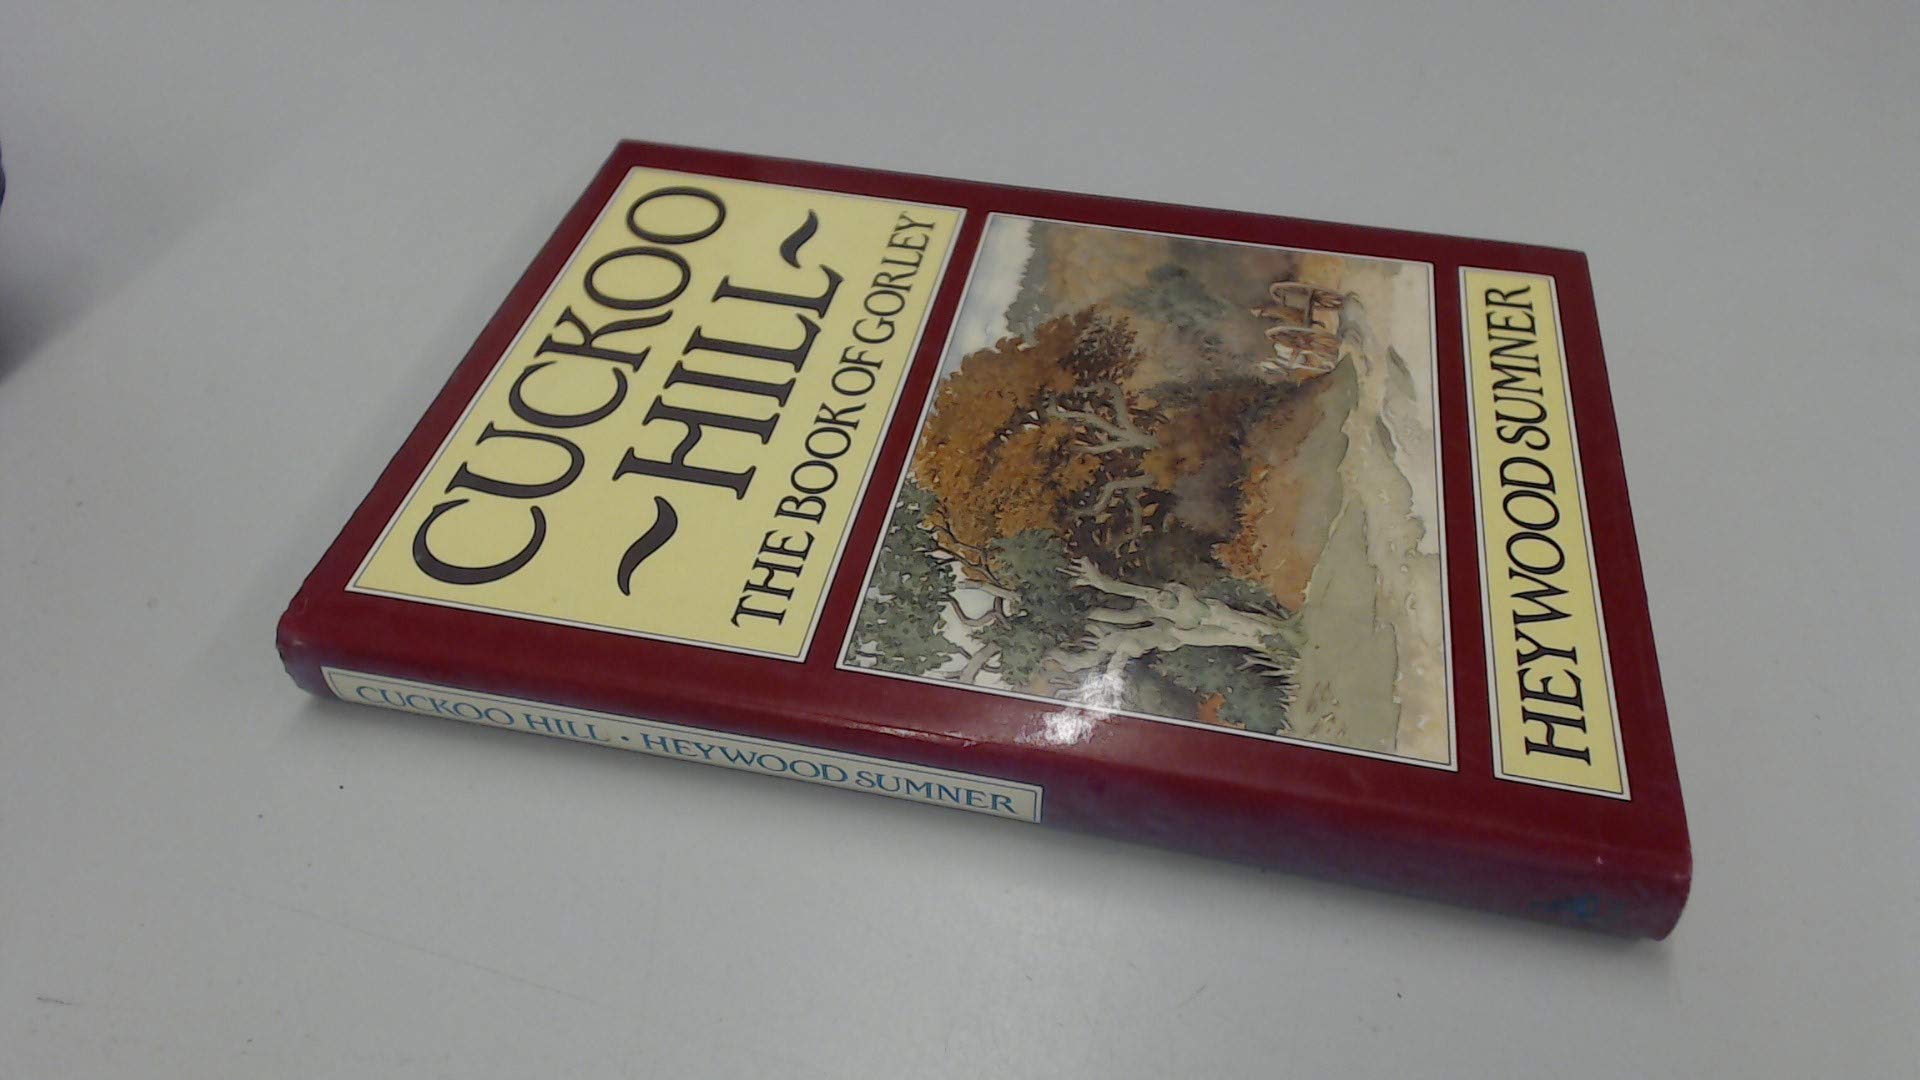 CUCKOO
~HILL~
THE BOOK OF GORLEY
HEYWOOD SUMNER
CUCKOO HILL · HEYWOOD SUMNER